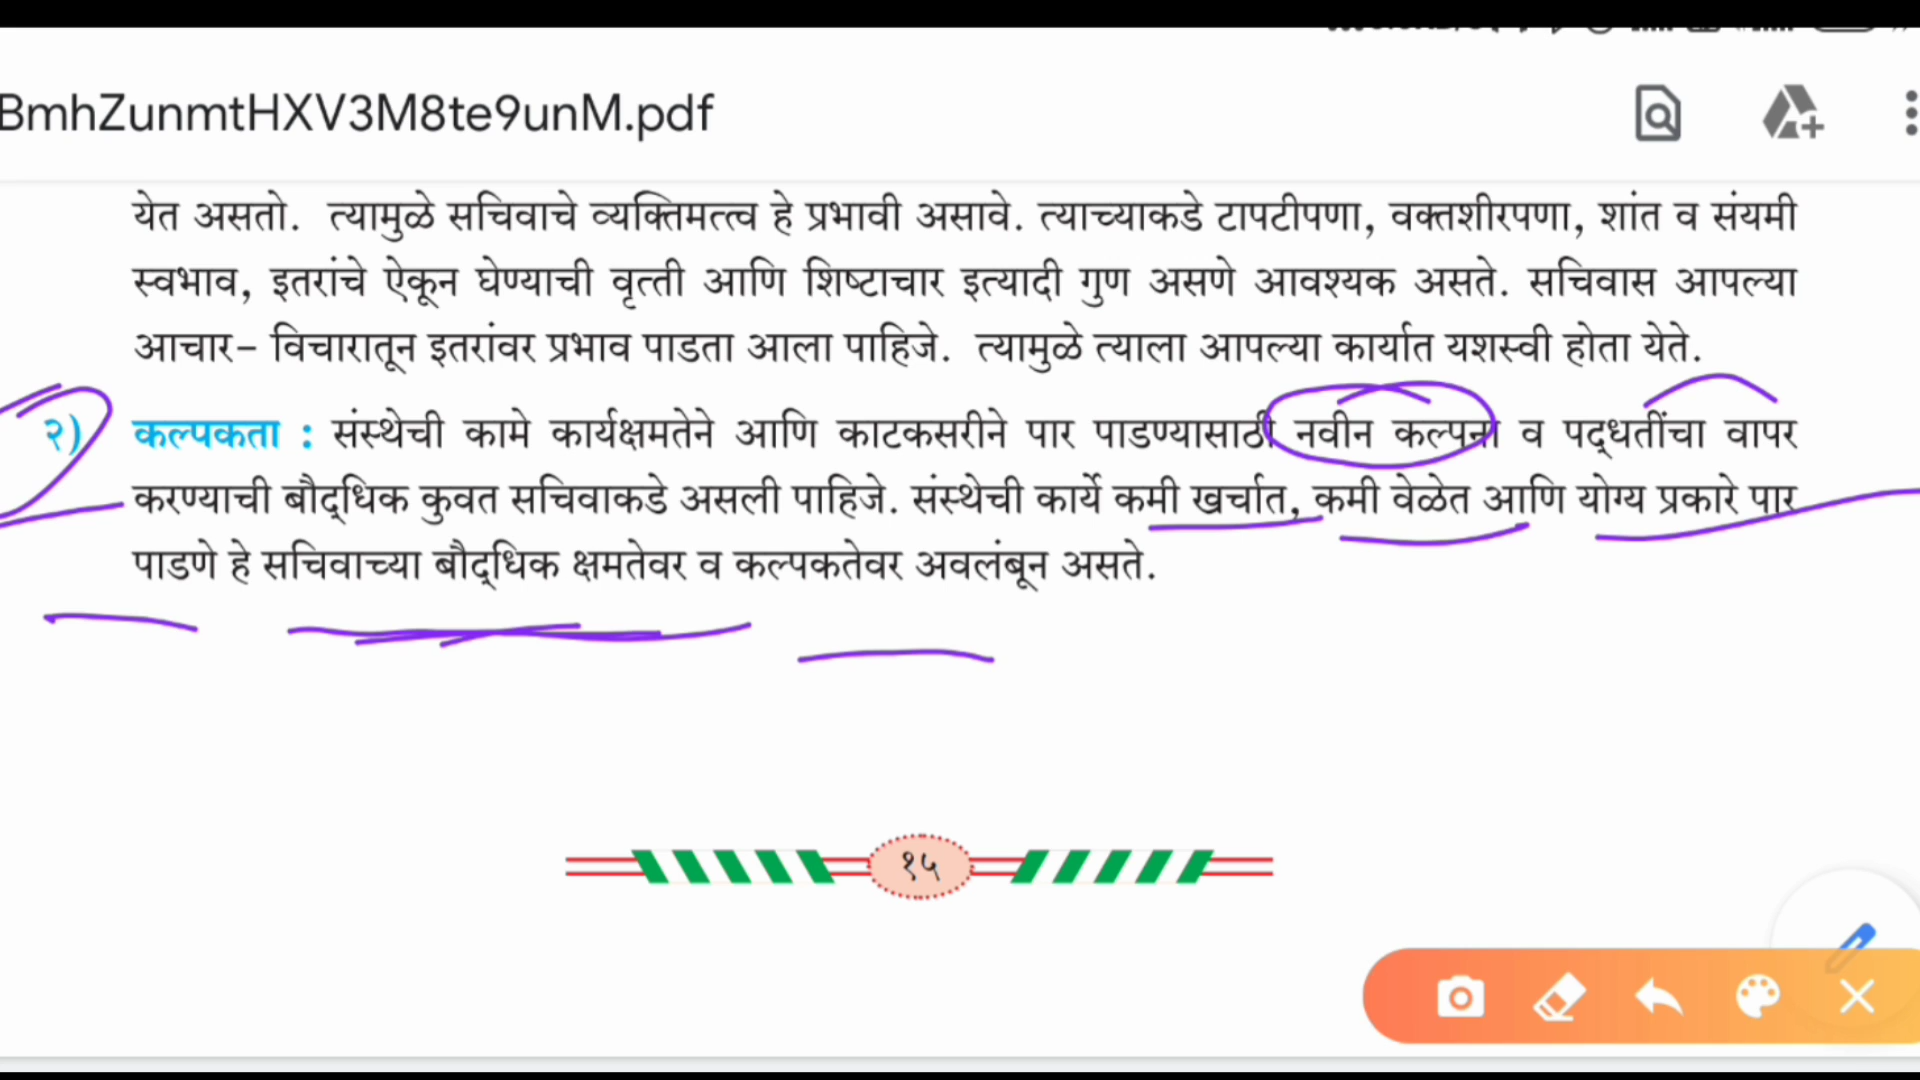 BmhZunmtHXV3M8te9unM.pdf
येत असतो. त्यामुळे सचिवाचे व्यक्तिमत्त्व हे प्रभावी असावे. त्याच्याकडे टापटीपणा, वक्तशीरपणा, शांत व संयमी
स्वभाव, इतरांचे ऐकून घेण्याची वृत्ती आणि शिष्टाचार इत्यादी गुण असणे आवश्यक असते. सचिवास आपल्या
आचार– विचारातून इतरांवर प्रभाव पाडता आला पाहिजे. त्यामुळे त्याला आपल्या कार्यात यशस्वी होता येते.
२) कल्पकता : संस्थेची कामे कार्यक्षमतेने आणि काटकसरीने पार पाडण्यासाठी नवीन कल्पना व पद्धतींचा वापर
करण्याची बौद्धिक कुवत सचिवाकडे असली पाहिजे. संस्थेची कार्ये कमी खर्चात, कमी वेळेत आणि योग्य प्रकारे पार
पाडणे हे सचिवाच्या बौद्धिक क्षमतेवर व कल्पकतेवर अवलंबून असते.
१५